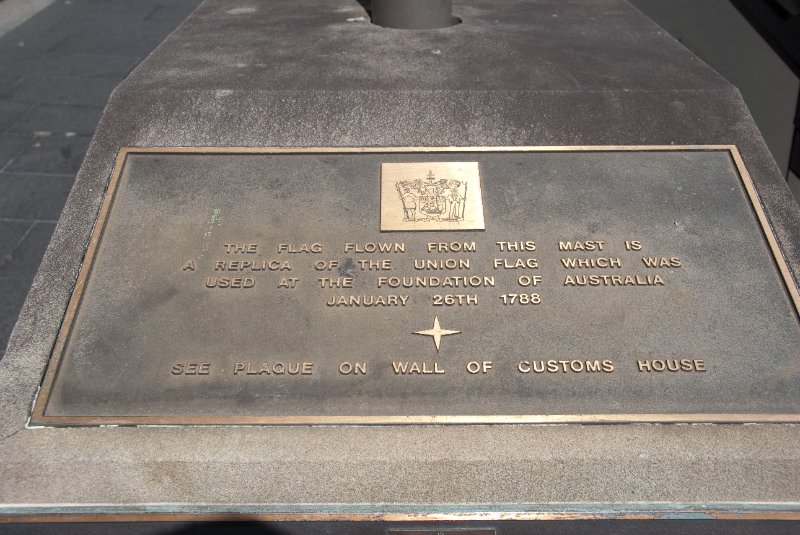 THE FLAG FLOWN FROM THIS MAST IS
A REPLICA OF THE UNION FLAG WHICH WAS
USED AT THE FOUNDATION OF AUSTRALIA
JANUARY 26TH 1788
SEE PLAQUE ON WALL OF CUSTOMS HOUSE